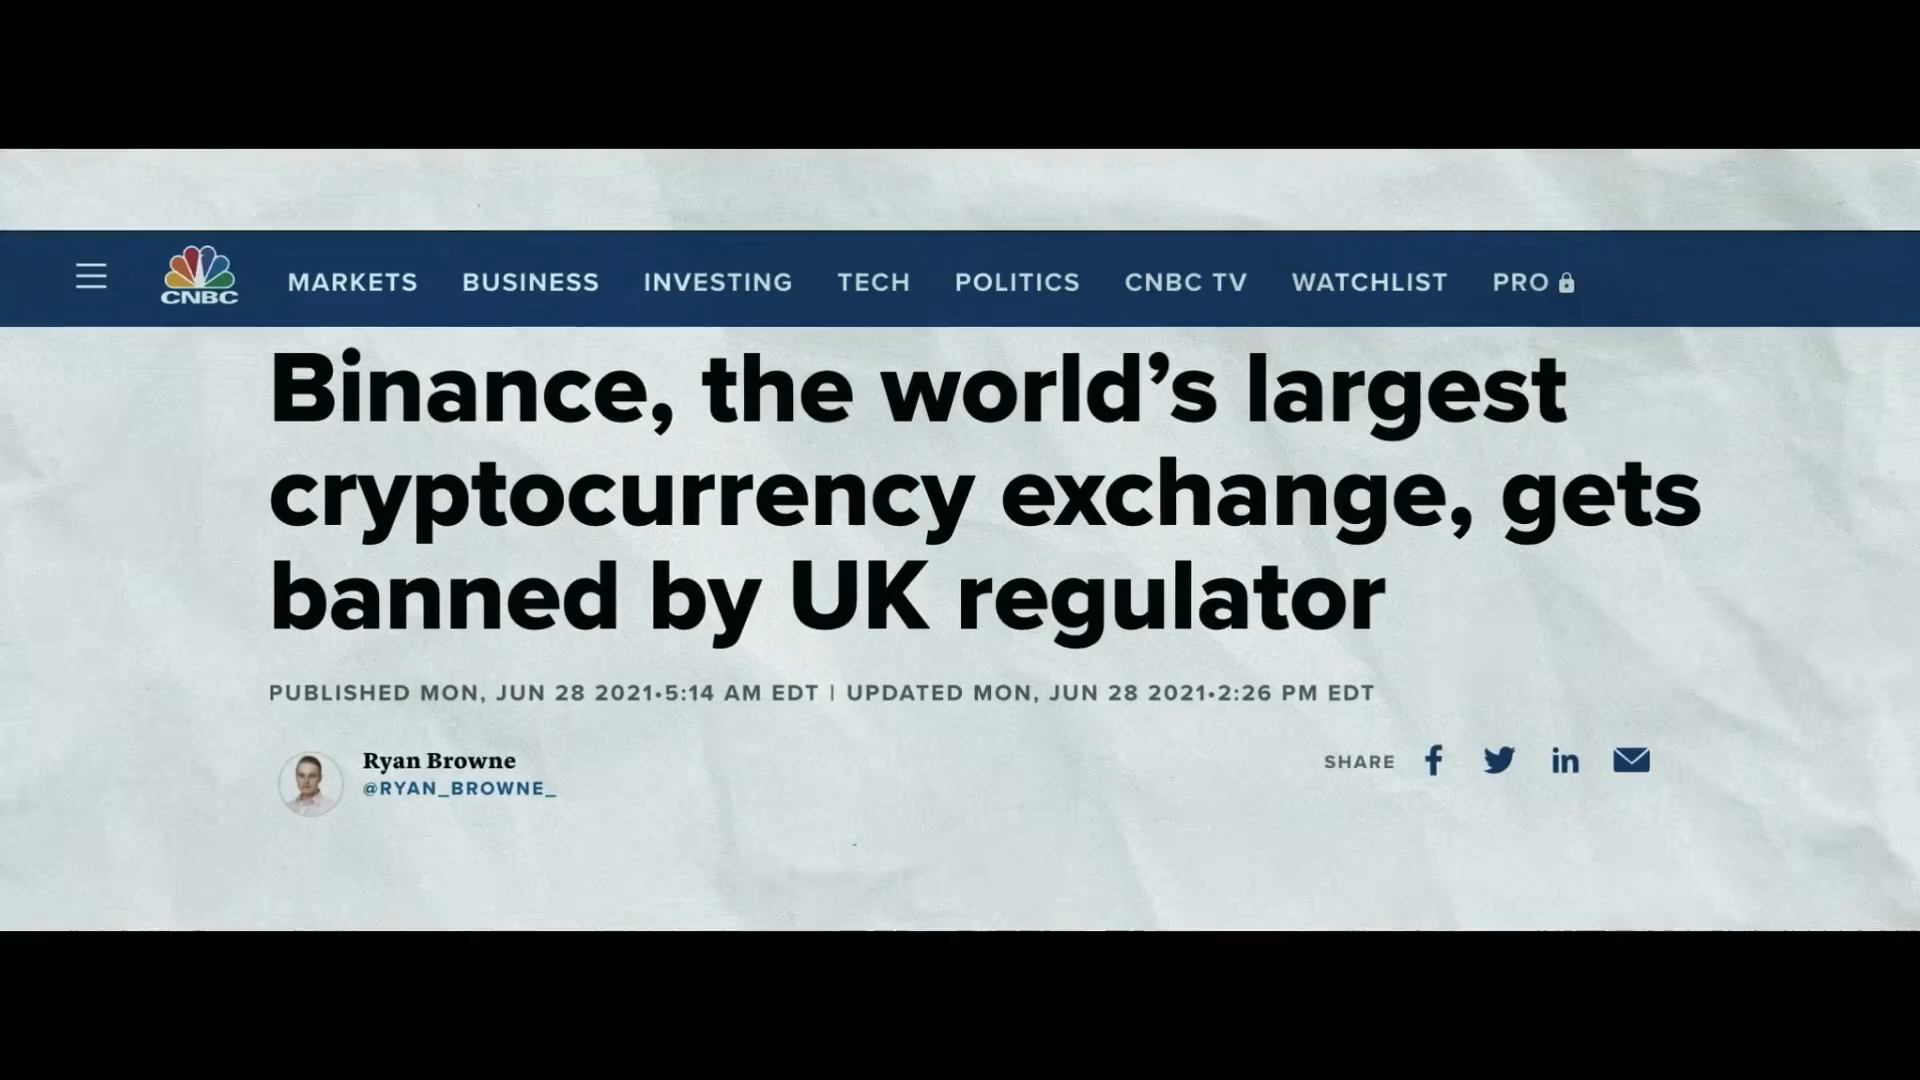 CNBC MARKETS BUSINESS INVESTING TECH POLITICS CNBC TV WATCHLIST PRO
Binance, the world’s largest
cryptocurrency exchange, gets
banned by UK regulator
PUBLISHED MON, JUN 28 2021•5:14 AM EDT | UPDATED MON, JUN 28 2021•2:26 PM EDT
Ryan Browne
@RYAN_BROWNE_
SHARE